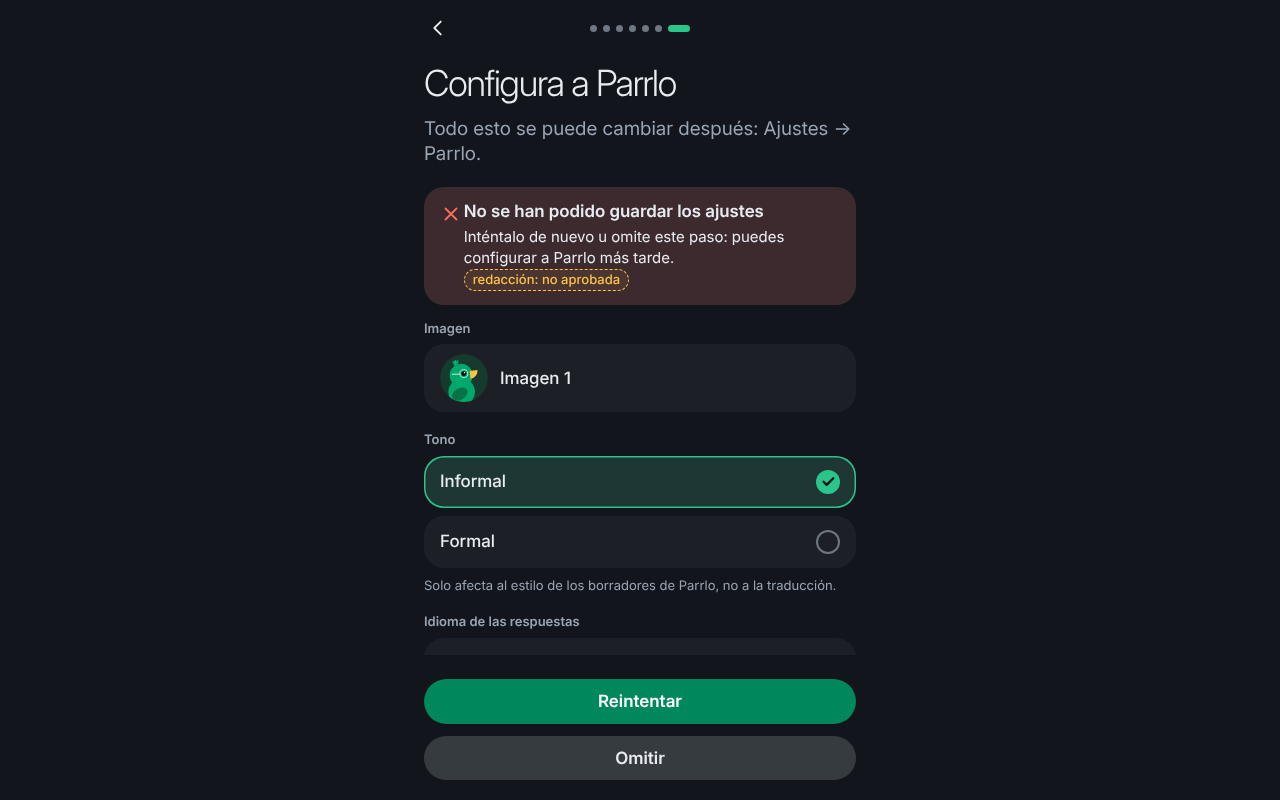 Configura a Parrlo
Todo esto se puede cambiar después: Ajustes →
Parrlo.
No se han podido guardar los ajustes
Inténtalo de nuevo u omite este paso: puedes
configurar a Parrlo más tarde.
redacción: no aprobada
Imagen
Imagen 1
Tono
Informal
Formal
Solo afecta al estilo de los borradores de Parrlo, no a la traducción.
Idioma de las respuestas
Reintentar
Omitir